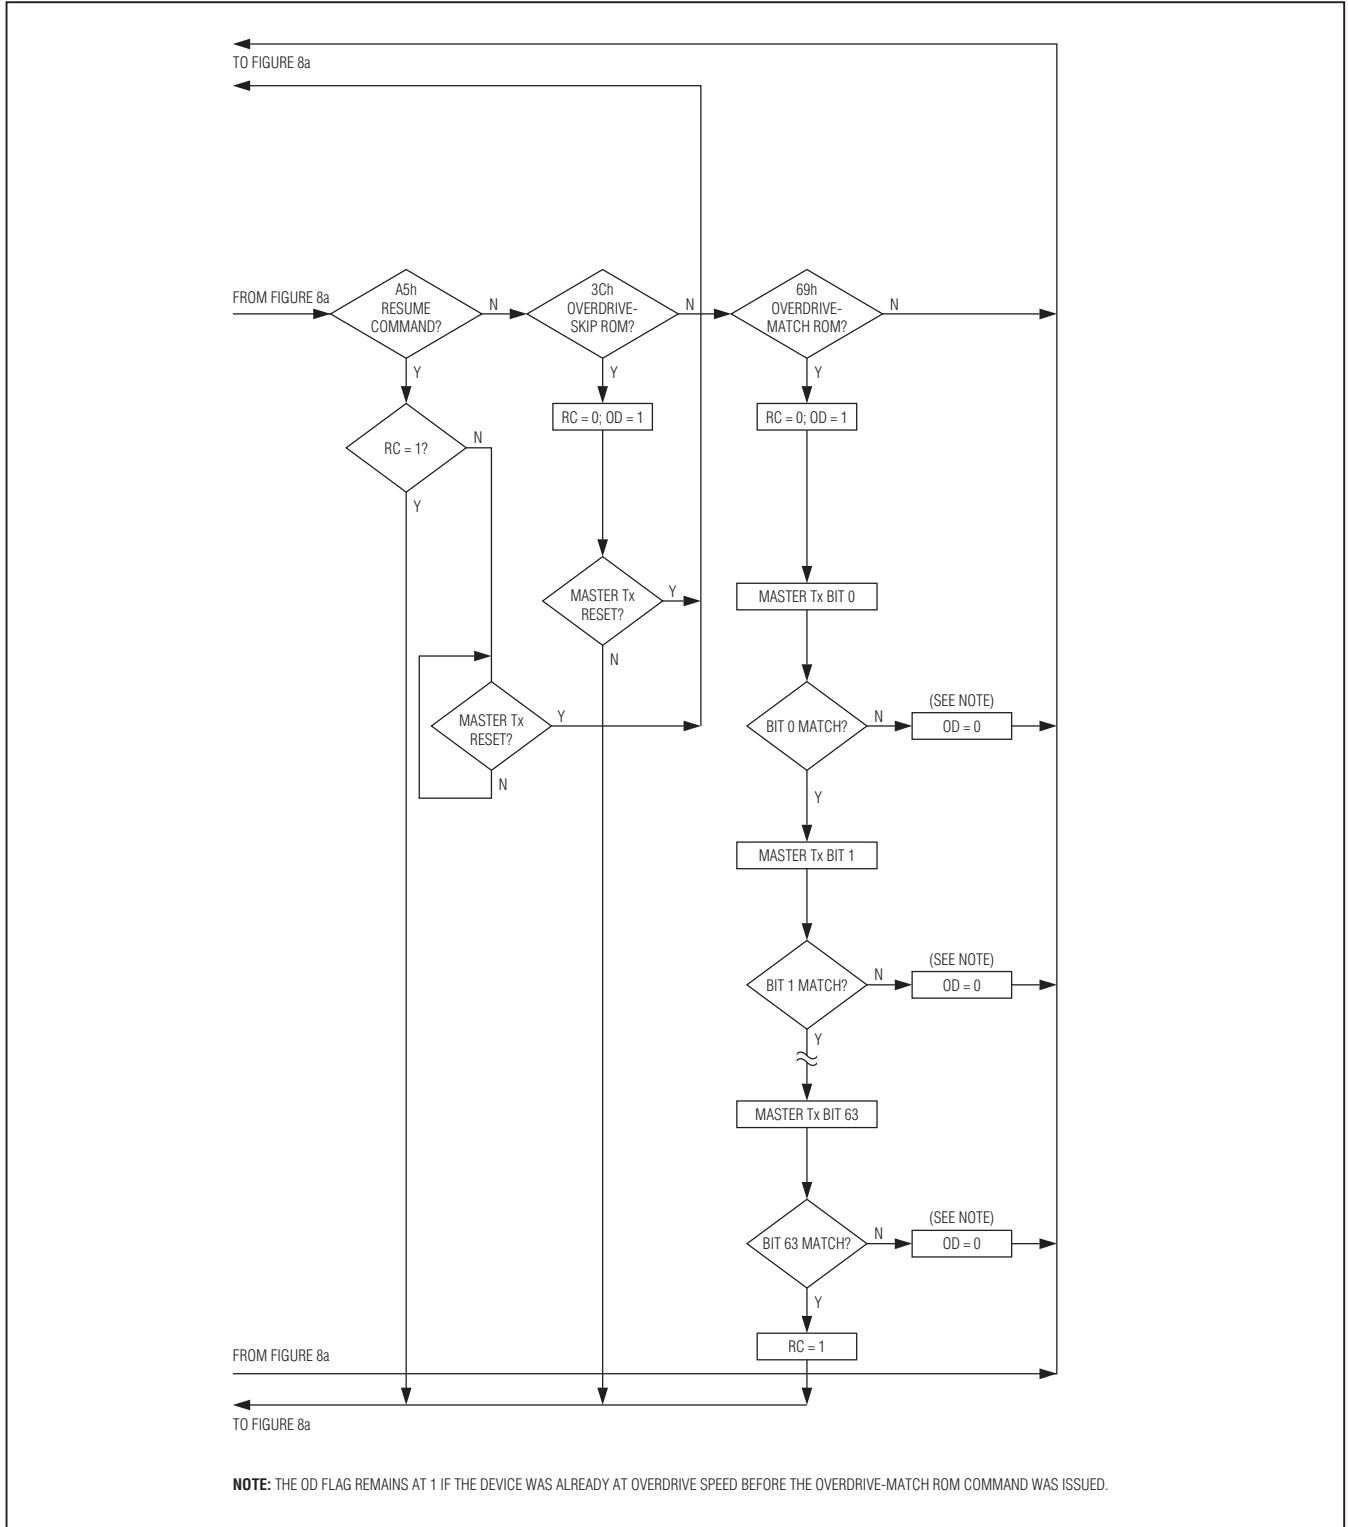 TO FIGURE 8a
FROM FIGURE 8a
A5h
RESUME
COMMAND?
N
3Ch
OVERDRIVE-
SKIP ROM?
N
69h
OVERDRIVE-
MATCH ROM?
N
Y
Y
Y
RC = 0; OD = 1
RC = 0; OD = 1
RC = 1?
N
Y
MASTER Tx
RESET?
Y
N
MASTER Tx BIT 0
MASTER Tx
RESET?
Y
N
BIT 0 MATCH?
N
(SEE NOTE)
OD = 0
Y
MASTER Tx BIT 1
BIT 1 MATCH?
N
(SEE NOTE)
OD = 0
Y
MASTER Tx BIT 63
BIT 63 MATCH?
N
(SEE NOTE)
OD = 0
Y
RC = 1
FROM FIGURE 8a
TO FIGURE 8a
NOTE: THE OD FLAG REMAINS AT 1 IF THE DEVICE WAS ALREADY AT OVERDRIVE SPEED BEFORE THE OVERDRIVE-MATCH ROM COMMAND WAS ISSUED.